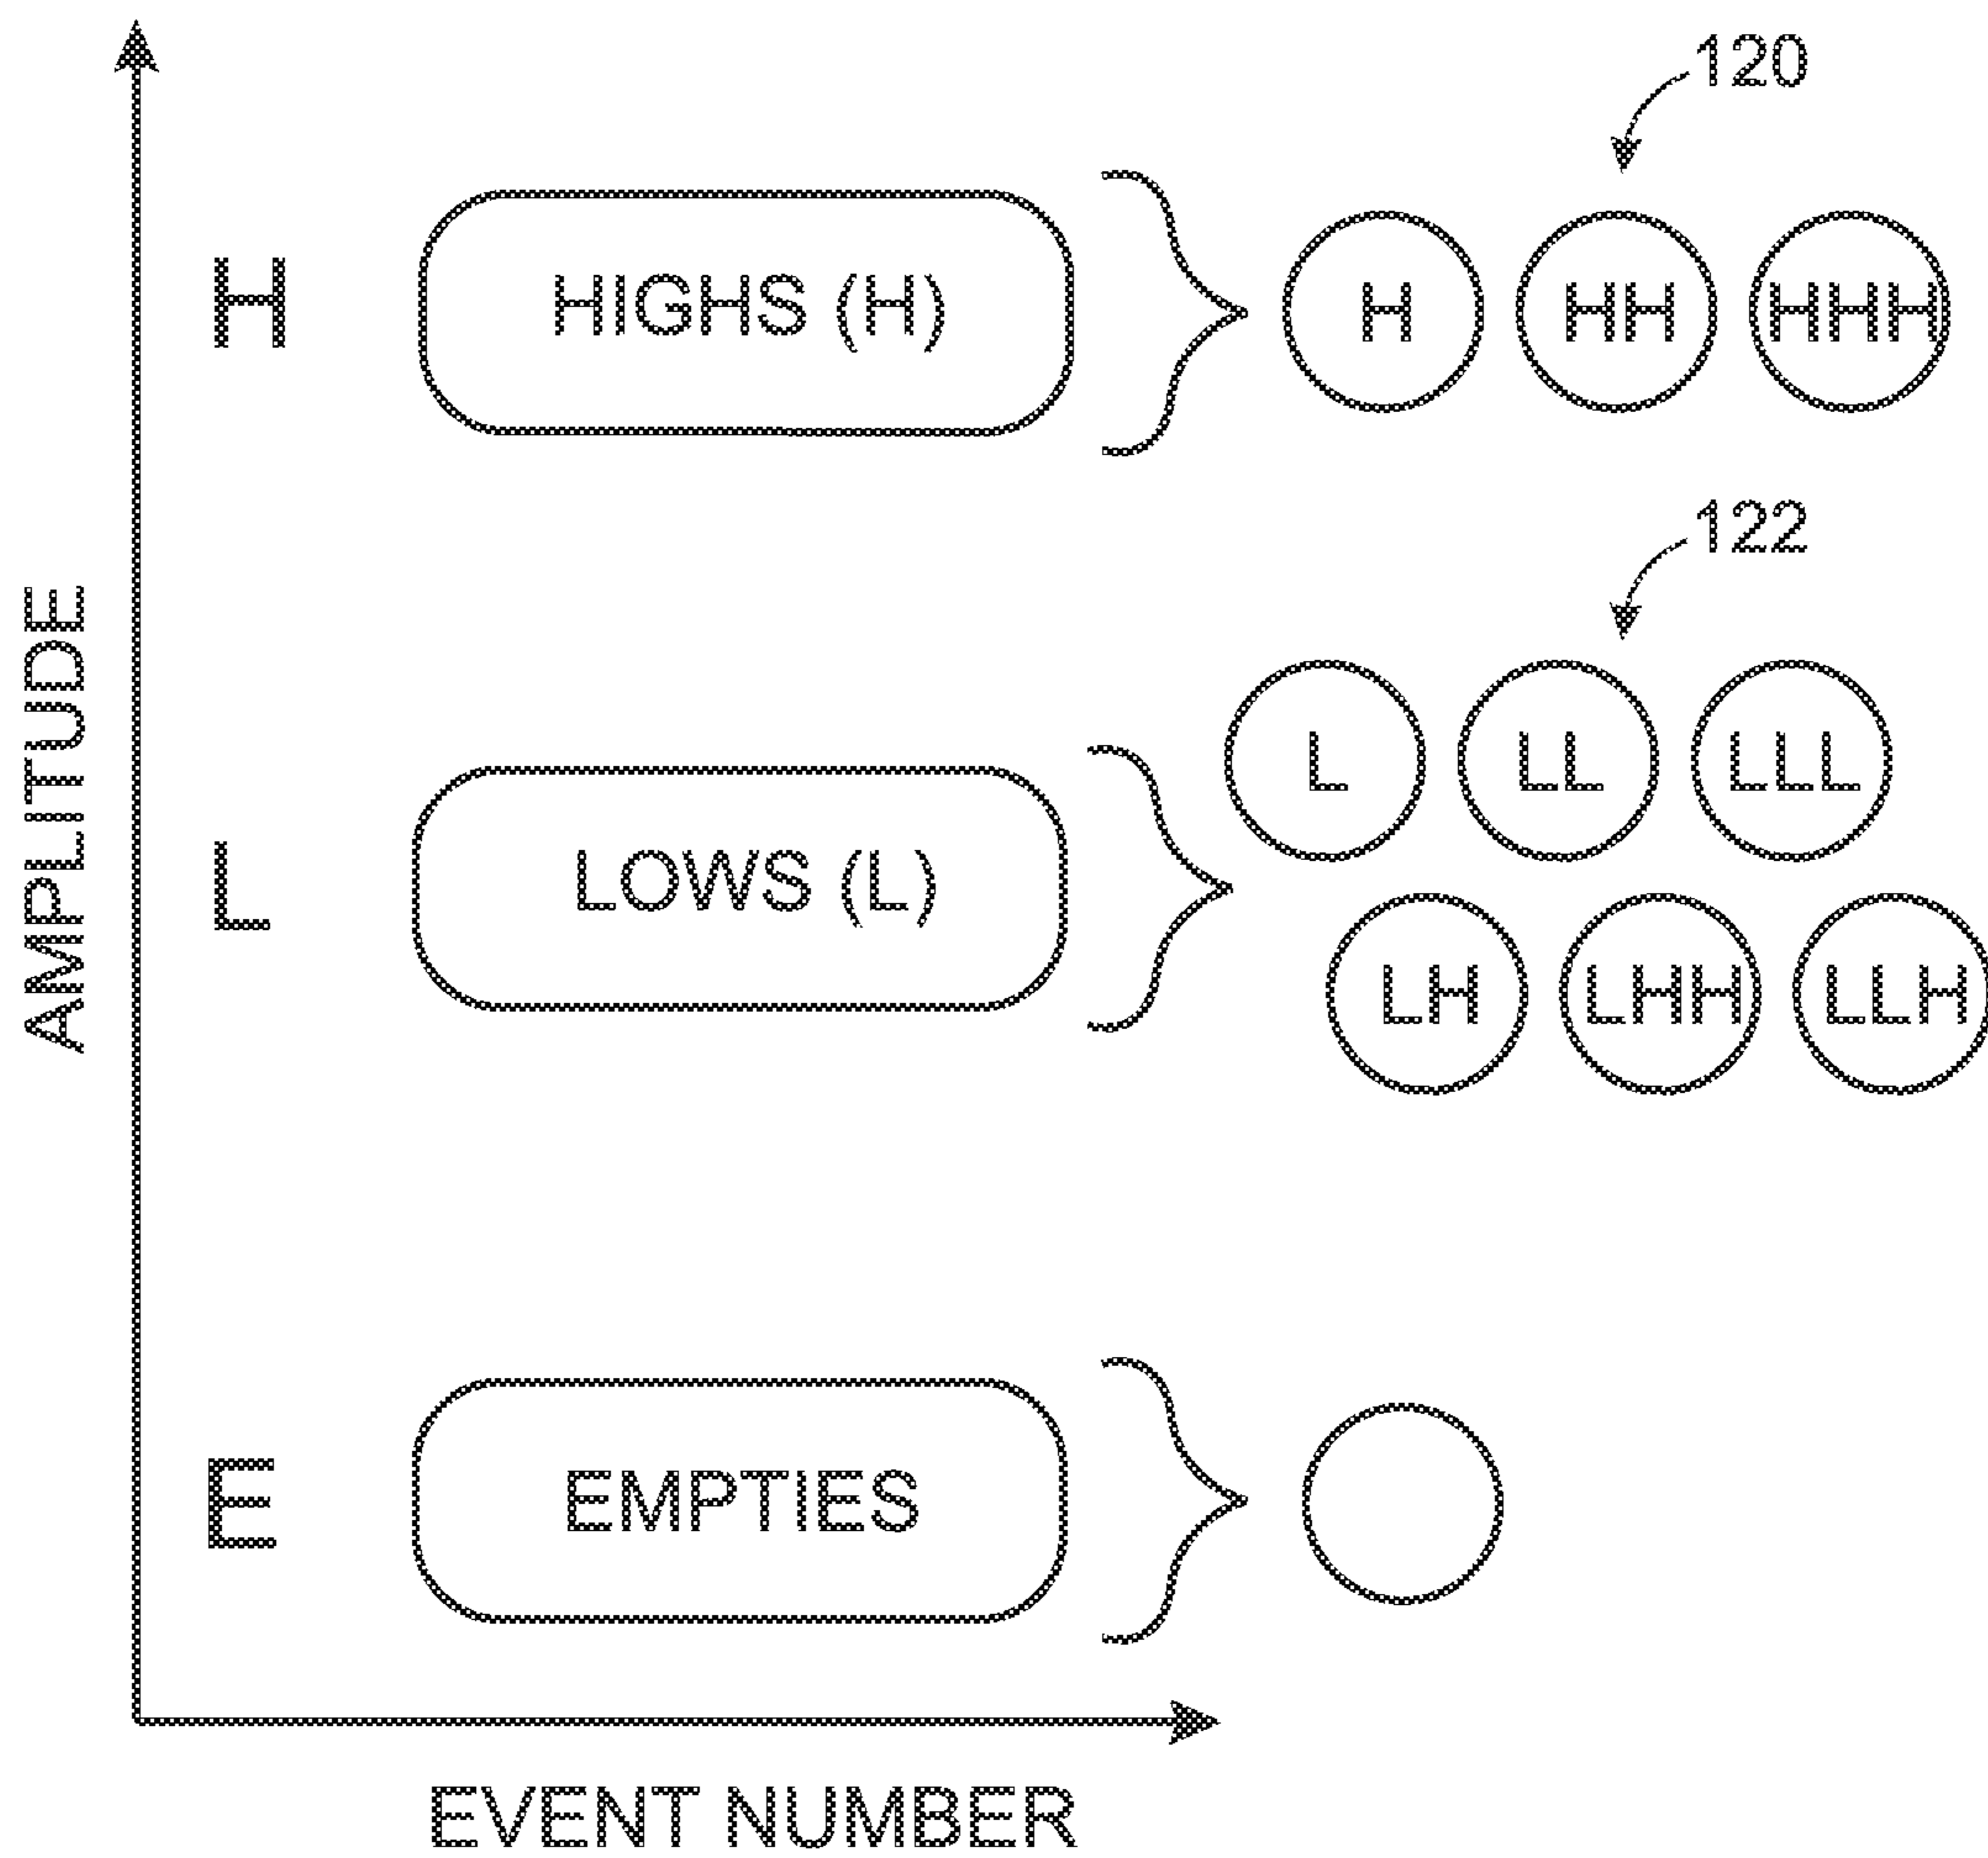 120
H
HIGHS (H)
H HH HHH
122
AMPLITUDE
L
LOWS (L)
L LL LLL
LH LHH LLH
E
EMPTIES
EVENT NUMBER